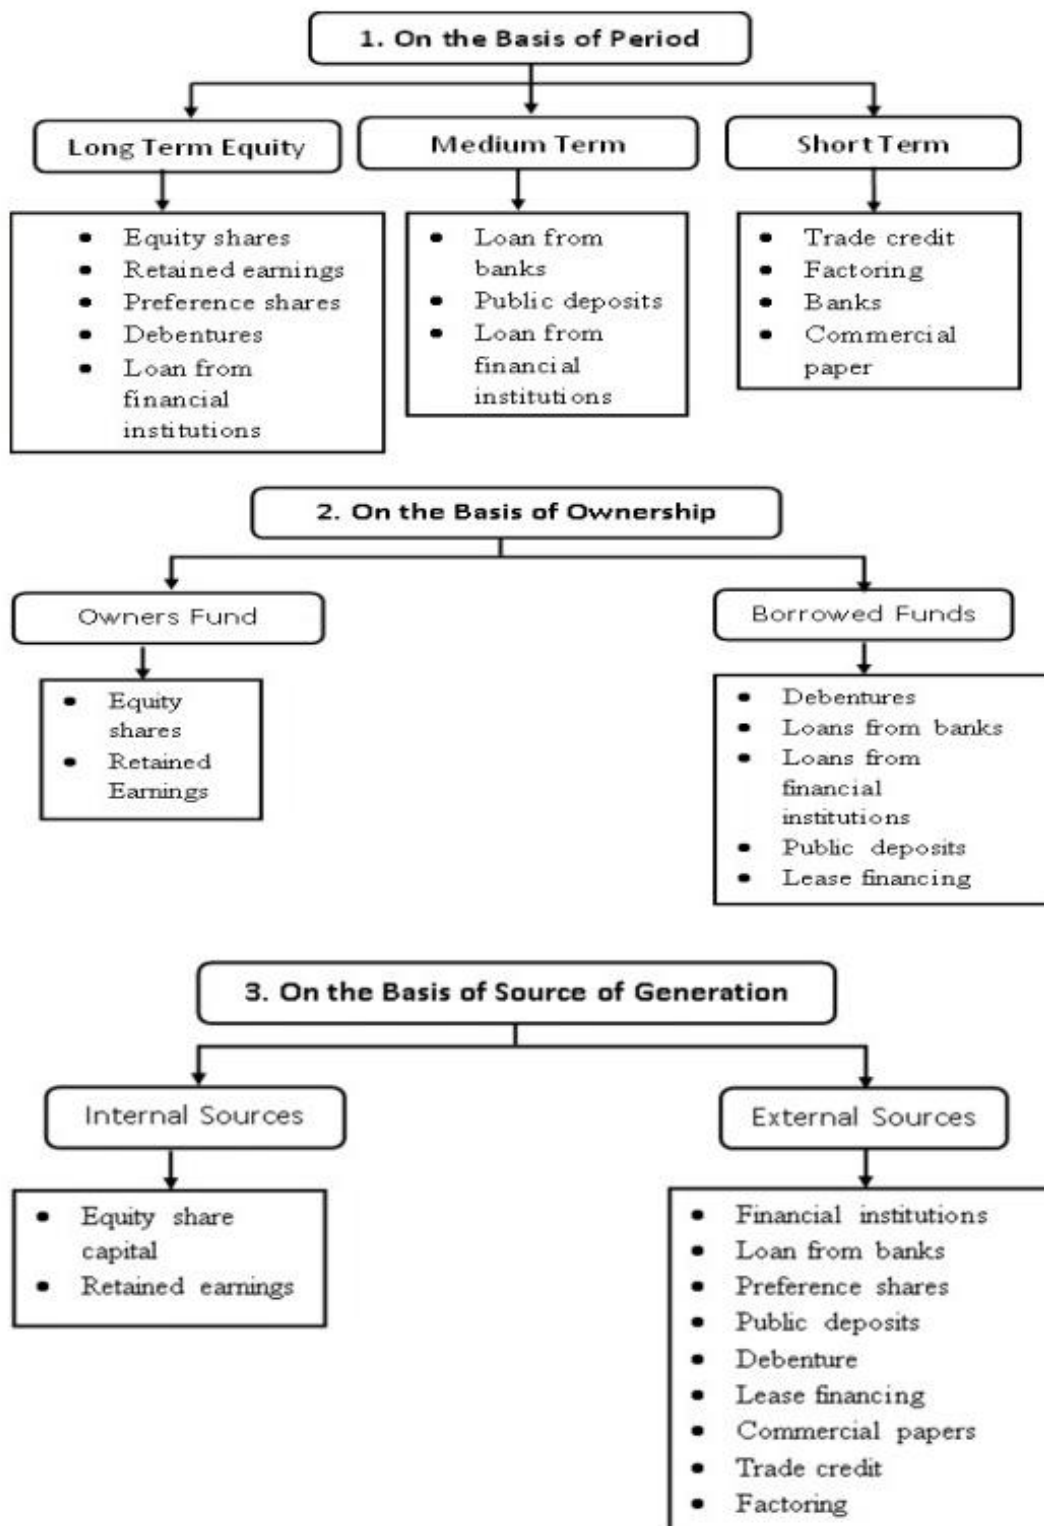 1. On the Basis of Period
Long Term Equity
Medium Term
Short Term
• Equity shares
• Retained earnings
• Preference shares
• Debentures
• Loan from
financial
institutions
• Loan from
banks
• Public deposits
• Loan from
financial
institutions
• Trade credit
• Factoring
• Banks
• Commercial
paper
2. On the Basis of Ownership
Owners Fund
Borrowed Funds
• Equity
shares
• Retained
Earnings
• Debentures
• Loans from banks
• Loans from
financial
institutions
• Public deposits
• Lease financing
3. On the Basis of Source of Generation
Internal Sources
External Sources
• Equity share
capital
• Retained earnings
• Financial institutions
• Loan from banks
• Preference shares
• Public deposits
• Debenture
• Lease financing
• Commercial papers
• Trade credit
• Factoring